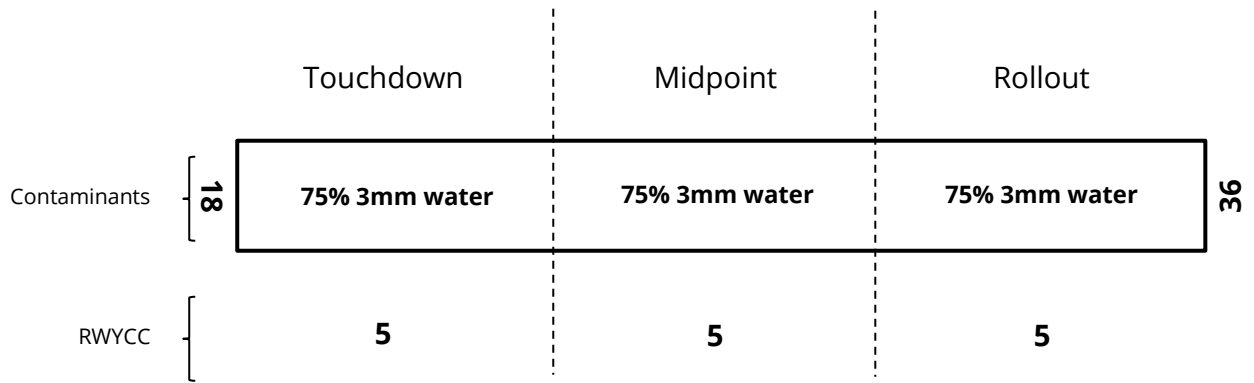 Touchdown Midpoint Rollout
Contaminants 18 75% 3mm water 75% 3mm water 75% 3mm water 36
RWYCC 5 5 5